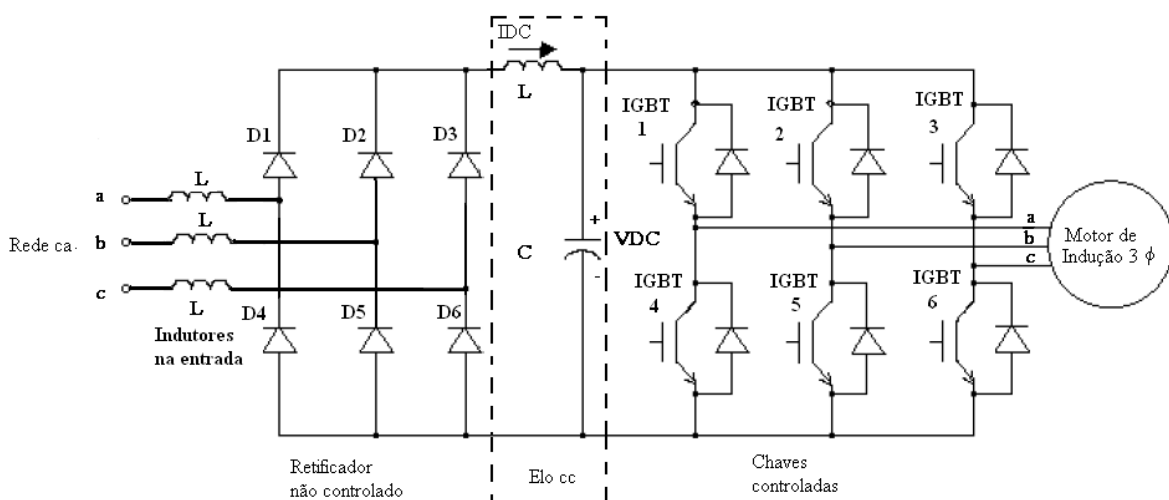 IDC
L
D1
D2
D3
IGBT
1
IGBT
2
IGBT
3
L
a
L
Rede ca
b
c
L
D4
D5
D6
Indutores
na entrada
C
+
VDC
-
IGBT
4
IGBT
5
IGBT
6
a
b
c
Motor de
Indução 3 ϕ
Retificador
não controlado
Elo cc
Chaves
controladas